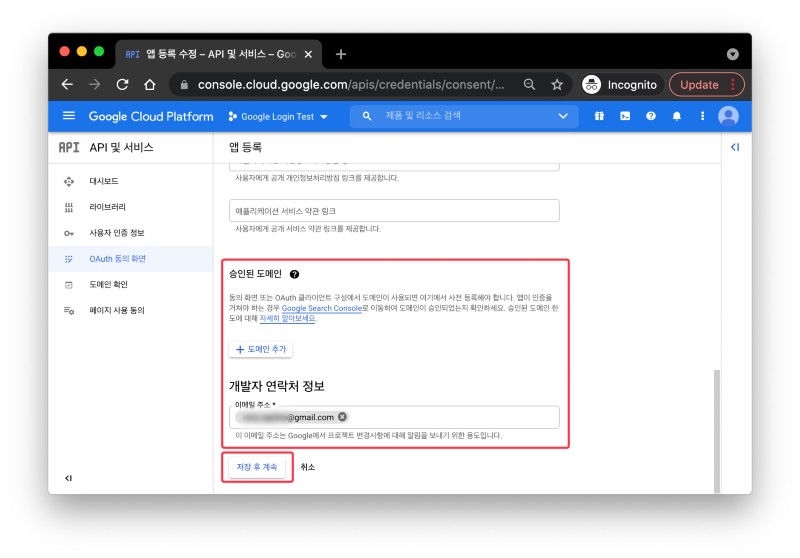 API 앱 등록 수정 – API 및 서비스 – Goo
console.cloud.google.com/apis/credentials/consent/...
Incognito
Update
Google Cloud Platform
Google Login Test
제품 및 리소스 검색
API API 및 서비스
앱 등록
대시보드
라이브러리
사용자 인증 정보
OAuth 동의 화면
도메인 확인
페이지 사용 동의
사용자에게 공개 개인정보처리방침 링크를 제공합니다.
애플리케이션 서비스 약관 링크
사용자에게 공개 서비스 약관 링크를 제공합니다.
승인된 도메인
동의 화면 또는 OAuth 클라이언트 구성에서 도메인이 사용되면 여기에서 사전 등록해야 합니다. 앱이 인증을
거쳐야 하는 경우 Google Search Console로 이동하여 도메인이 승인되었는지 확인하세요. 승인된 도메인 한
도에 대해 자세히 알아보세요.
+ 도메인 추가
개발자 연락처 정보
이메일 주소 *
@gmail.com
이 이메일 주소는 Google에서 프로젝트 변경사항에 대해 알림을 보내기 위한 용도입니다.
저장 후 계속
취소